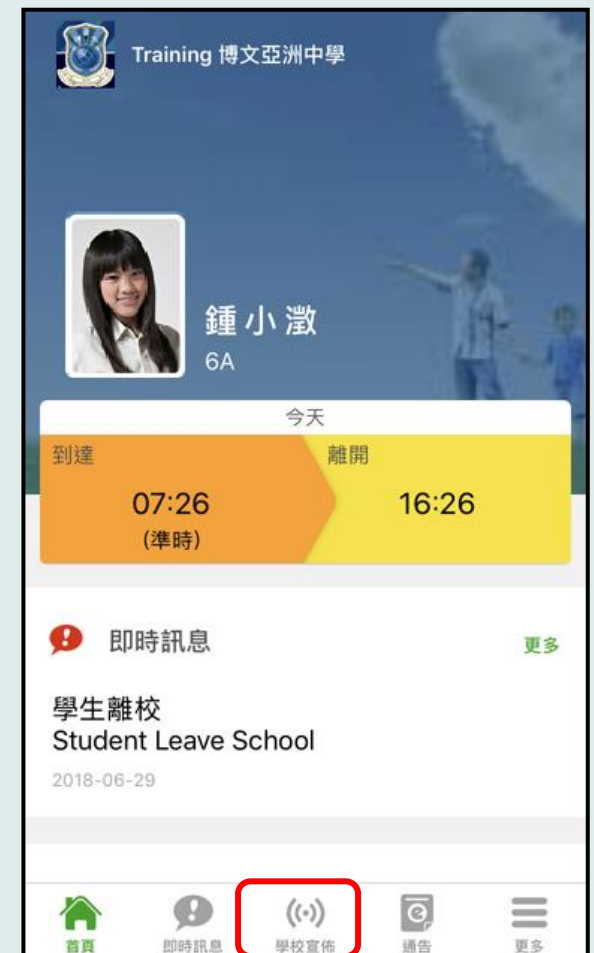 Training 博文亞洲中學
鍾小澂
6A
今天
到達
離開
07:26
16:26
(準時)
即時訊息
更多
學生離校
Student Leave School
2018-06-29
首頁
即時訊息
學校宣佈
通告
更多